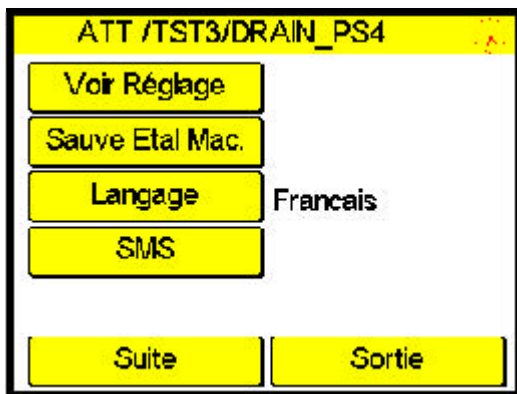 ATT /TST3/DRAIN_PS4
Voir Réglage
Sauve Etal Mac.
Langage Francais
SMS
Suite Sortie